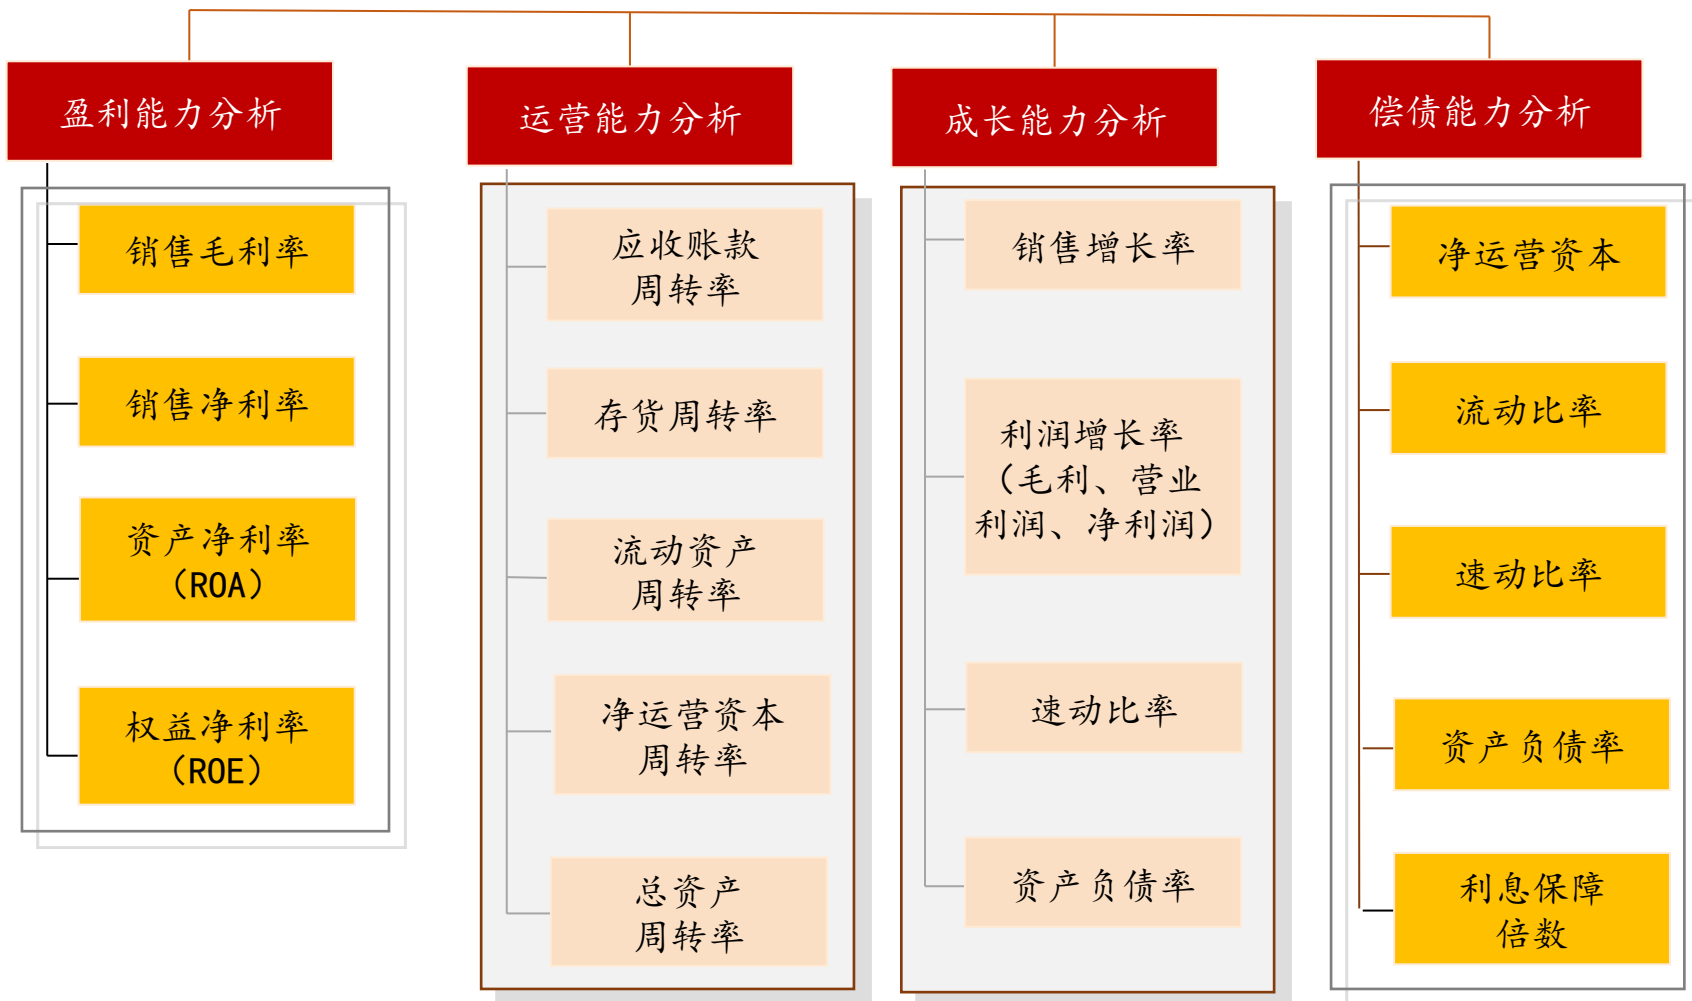 盈利能力分析
销售毛利率
销售净利率
资产净利率
（ROA）
权益净利率
（ROE）
运营能力分析
应收账款
周转率
存货周转率
流动资产
周转率
净运营资本
周转率
总资产
周转率
成长能力分析
销售增长率
利润增长率
（毛利、营业
利润、净利润）
速动比率
资产负债率
偿债能力分析
净运营资本
流动比率
速动比率
资产负债率
利息保障
倍数